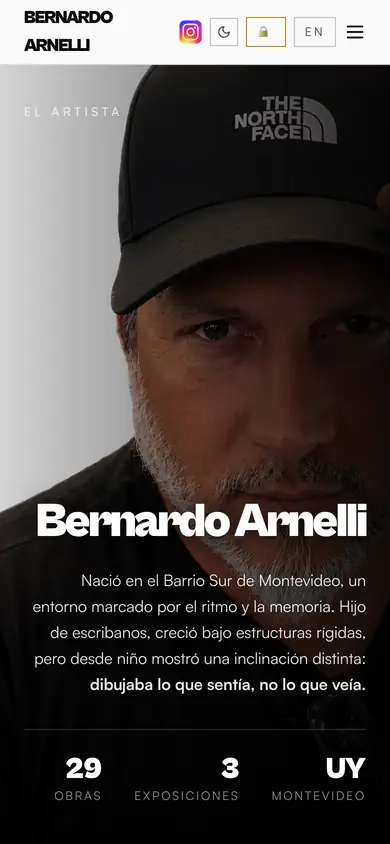 BERNARDO
ARNELLI
EN
EL ARTISTA
THE
NORTH
FACE
Bernardo Arnelli
Nació en el Barrio Sur de Montevideo, un
entorno marcado por el ritmo y la memoria. Hijo
de escribanos, creció bajo estructuras rígidas,
pero desde niño mostró una inclinación distinta:
dibujaba lo que sentía, no lo que veía.
29
3
UY
OBRAS
EXPOSICIONES
MONTEVIDEO